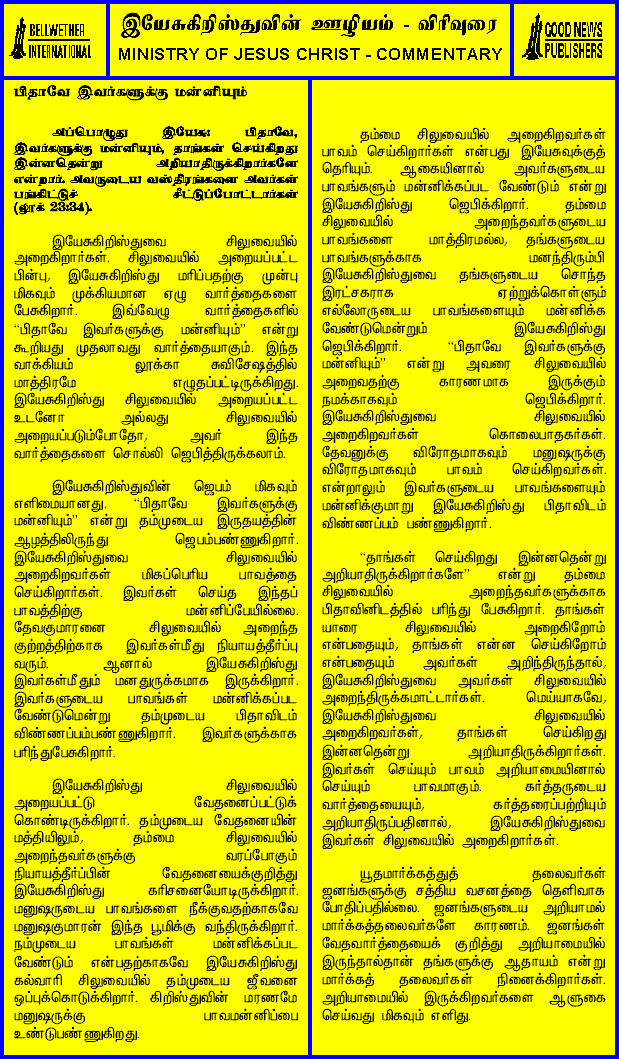 BELLWETHER
INTERNATIONAL
இயேசுகிறிஸ்துவின் ஊழியம் - விரிவுரை
MINISTRY OF JESUS CHRIST - COMMENTARY
GOOD NEWS
PUBLISHERS
பிதாவே இவர்களுக்கு மன்னியும்
அப்பொழுது இயேசு: பிதாவே,
இவர்களுக்கு மன்னியும், தாங்கள் செய்கிறது
இன்னதென்று அறியாதிருக்கிறார்களே
என்றார். அவருடைய வஸ்திரங்களை அவர்கள்
பங்கிட்டுச் சீட்டுப்போட்டார்கள்
(லூக் 23:34).
இயேசுகிறிஸ்துவை சிலுவையில்
அறைகிறார்கள். சிலுவையில் அறையப்பட்ட
பின்பு, இயேசுகிறிஸ்து மரிப்பதற்கு முன்பு
மிகவும் முக்கியமான ஏழு வார்த்தைகளை
பேசுகிறார். இவ்வேழு வார்த்தைகளில்
“பிதாவே இவர்களுக்கு மன்னியும்” என்று
கூறியது முதலாவது வார்த்தையாகும். இந்த
வாக்கியம் லூக்கா சுவிசேஷத்தில்
மாத்திரமே எழுதப்பட்டிருக்கிறது.
இயேசுகிறிஸ்து சிலுவையில் அறையப்பட்ட
உடனோ அல்லது சிலுவையில்
அறையப்படும்போதோ, அவர் இந்த
வார்த்தைகளை சொல்லி ஜெபித்திருக்கலாம்.
இயேசுகிறிஸ்துவின் ஜெபம் மிகவும்
எளிமையானது. “பிதாவே இவர்களுக்கு
மன்னியும்” என்று தம்முடைய இருதயத்தின்
ஆழத்திலிருந்து ஜெபம்பண்ணுகிறார்.
இயேசுகிறிஸ்துவை சிலுவையில்
அறைகிறவர்கள் மிகப்பெரிய பாவத்தை
செய்கிறார்கள். இவர்கள் செய்த இந்தப்
பாவத்திற்கு மன்னிப்பேயில்லை.
தேவகுமாரனை சிலுவையில் அறைந்த
குற்றத்திற்காக இவர்கள்மீது நியாயத்தீர்ப்பு
வரும். ஆனால் இயேசுகிறிஸ்து
இவர்கள்மீதும் மனதுருக்கமாக இருக்கிறார்.
இவர்களுடைய பாவங்கள் மன்னிக்கப்பட
வேண்டுமென்று தம்முடைய பிதாவிடம்
விண்ணப்பம்பண்ணுகிறார். இவர்களுக்காக
பரிந்துபேசுகிறார்.
இயேசுகிறிஸ்து சிலுவையில்
அறையப்பட்டு வேதனைப்பட்டுக்
கொண்டிருக்கிறார். தம்முடைய வேதனையின்
மத்தியிலும், தம்மை சிலுவையில்
அறைந்தவர்களுக்கு வரப்போகும்
நியாயத்தீர்ப்பின் வேதனையைக்குறித்து
இயேசுகிறிஸ்து கரிசனையோடிருக்கிறார்.
மனுஷருடைய பாவங்களை நீக்குவதற்காகவே
மனுஷகுமாரன் இந்த பூமிக்கு வந்திருக்கிறார்.
நம்முடைய பாவங்கள் மன்னிக்கப்பட
வேண்டும் என்பதற்காகவே இயேசுகிறிஸ்து
கல்வாரி சிலுவையில் தம்முடைய ஜீவனை
ஒப்புக்கொடுக்கிறார். கிறிஸ்துவின் மரணமே
மனுஷருக்கு பாவமன்னிப்பை
உண்டுபண்ணுகிறது.
தம்மை சிலுவையில் அறைகிறவர்கள்
பாவம் செய்கிறார்கள் என்பது இயேசுவுக்குத்
தெரியும். ஆகையினால் அவர்களுடைய
பாவங்களும் மன்னிக்கப்பட வேண்டும் என்று
இயேசுகிறிஸ்து ஜெபிக்கிறார். தம்மை
சிலுவையில் அறைந்தவர்களுடைய
பாவங்களை மாத்திரமல்ல, தங்களுடைய
பாவங்களுக்காக மனந்திரும்பி
இயேசுகிறிஸ்துவை தங்களுடைய சொந்த
இரட்சகராக ஏற்றுக்கொள்ளும்
எல்லோருடைய பாவங்களையும் மன்னிக்க
வேண்டுமென்றும் இயேசுகிறிஸ்து
ஜெபிக்கிறார். “பிதாவே இவர்களுக்கு
மன்னியும்” என்று அவரை சிலுவையில்
அறைவதற்கு காரணமாக இருக்கும்
நமக்காகவும் ஜெபிக்கிறார்.
இயேசுகிறிஸ்துவை சிலுவையில்
அறைகிறவர்கள் கொலைபாதகர்கள்.
தேவனுக்கு விரோதமாகவும் மனுஷருக்கு
விரோதமாகவும் பாவம் செய்கிறவர்கள்.
என்றாலும் இவர்களுடைய பாவங்களையும்
மன்னிக்குமாறு இயேசுகிறிஸ்து பிதாவிடம்
விண்ணப்பம் பண்ணுகிறார்.
“தாங்கள் செய்கிறது இன்னதென்று
அறியாதிருக்கிறார்களே” என்று தம்மை
சிலுவையில் அறைந்தவர்களுக்காக
பிதாவினிடத்தில் பரிந்து பேசுகிறார். தாங்கள்
யாரை சிலுவையில் அறைகிறோம்
என்பதையும், தாங்கள் என்ன செய்கிறோம்
என்பதையும் அவர்கள் அறிந்திருந்தால்,
இயேசுகிறிஸ்துவை அவர்கள் சிலுவையில்
அறைந்திருக்கமாட்டார்கள். மெய்யாகவே,
இயேசுகிறிஸ்துவை சிலுவையில்
அறைகிறவர்கள், தாங்கள் செய்கிறது
இன்னதென்று அறியாதிருக்கிறார்கள்.
இவர்கள் செய்யும் பாவம் அறியாமையினால்
செய்யும் பாவமாகும். கர்த்தருடைய
வார்த்தையையும், கர்த்தரைப்பற்றியும்
அறியாதிருப்பதினால், இயேசுகிறிஸ்துவை
இவர்கள் சிலுவையில் அறைகிறார்கள்.
யூதமார்க்கத்துத் தலைவர்கள்
ஜனங்களுக்கு சத்திய வசனத்தை தெளிவாக
போதிப்பதில்லை. ஜனங்களுடைய அறியாமல்
மார்க்கத்தலைவர்களே காரணம். ஜனங்கள்
வேதவார்த்தையைக் குறித்து அறியாமையில்
இருந்தால்தான் தங்களுக்கு ஆதாயம் என்று
மார்க்கத் தலைவர்கள் நினைக்கிறார்கள்.
அறியாமையில் இருக்கிறவர்களை ஆளுகை
செய்வது மிகவும் எளிது.